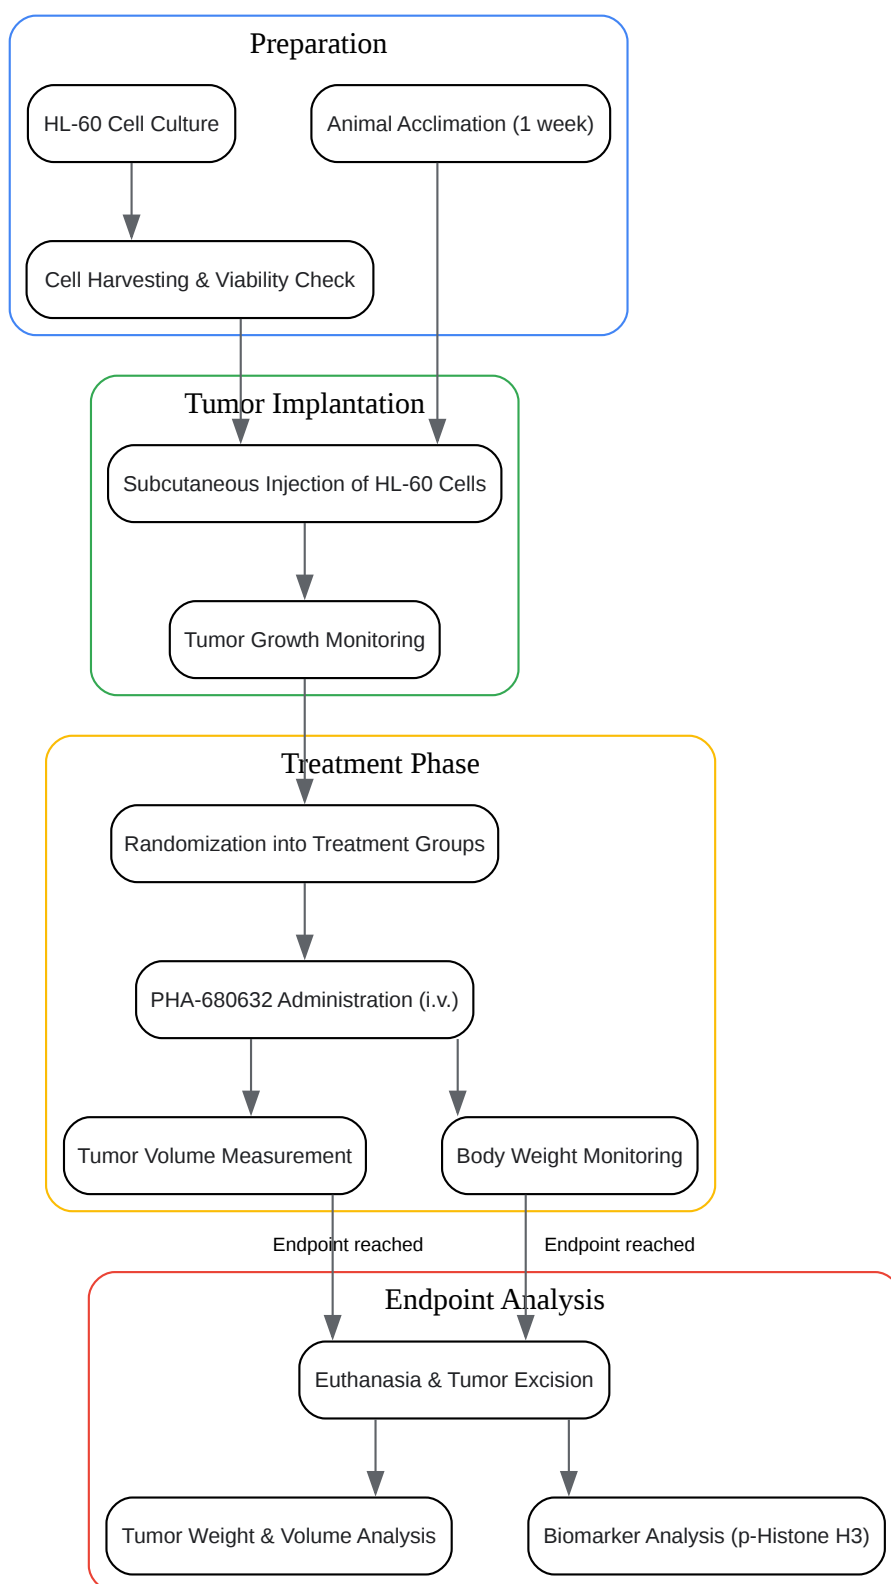 Preparation
HL-60 Cell Culture
Animal Acclimation (1 week)
Cell Harvesting & Viability Check
Tumor Implantation
Subcutaneous Injection of HL-60 Cells
Tumor Growth Monitoring
Treatment Phase
Randomization into Treatment Groups
PHA-680632 Administration (i.v.)
Tumor Volume Measurement
Body Weight Monitoring
Endpoint reached
Endpoint reached
Endpoint Analysis
Euthanasia & Tumor Excision
Tumor Weight & Volume Analysis
Biomarker Analysis (p-Histone H3)